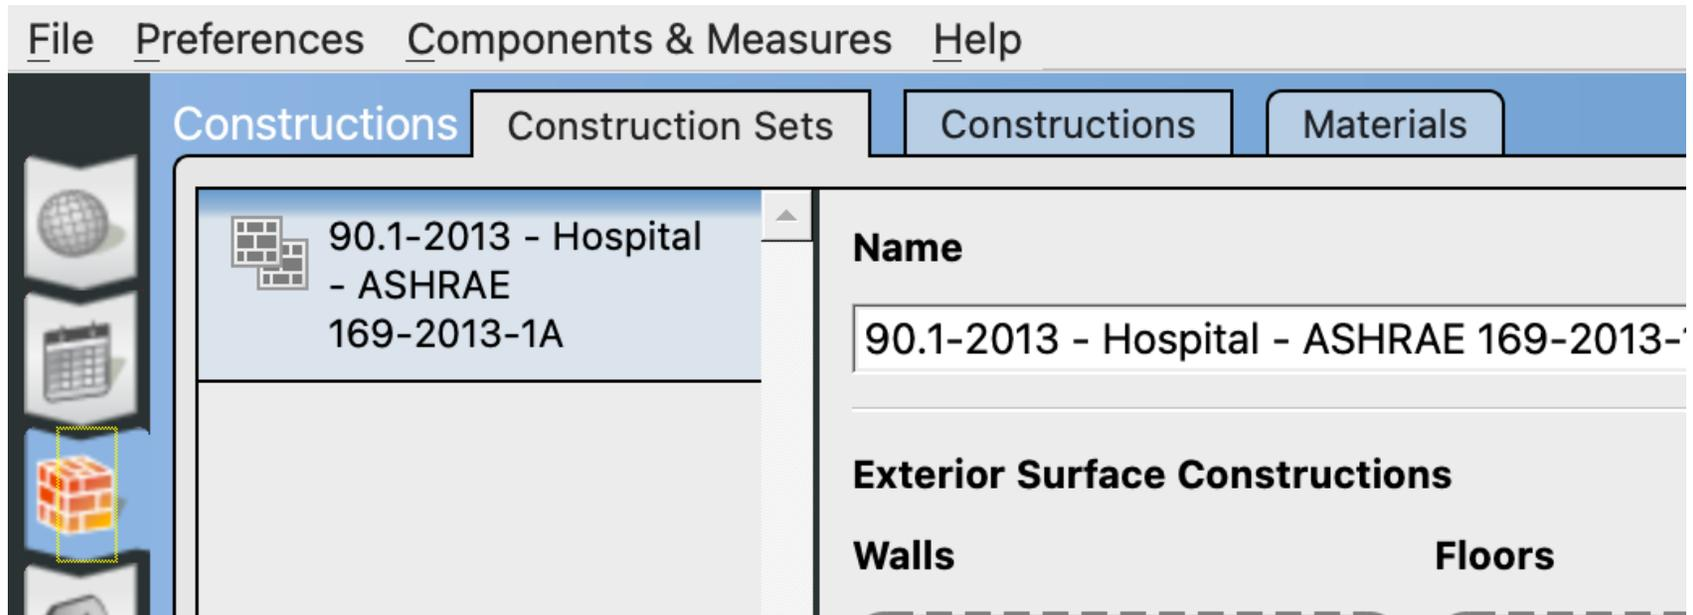 File Preferences Components & Measures Help
Constructions Construction Sets Constructions Materials
90.1-2013 - Hospital
- ASHRAE
169-2013-1A
Name
90.1-2013 - Hospital - ASHRAE 169-2013-
Exterior Surface Constructions
Walls Floors